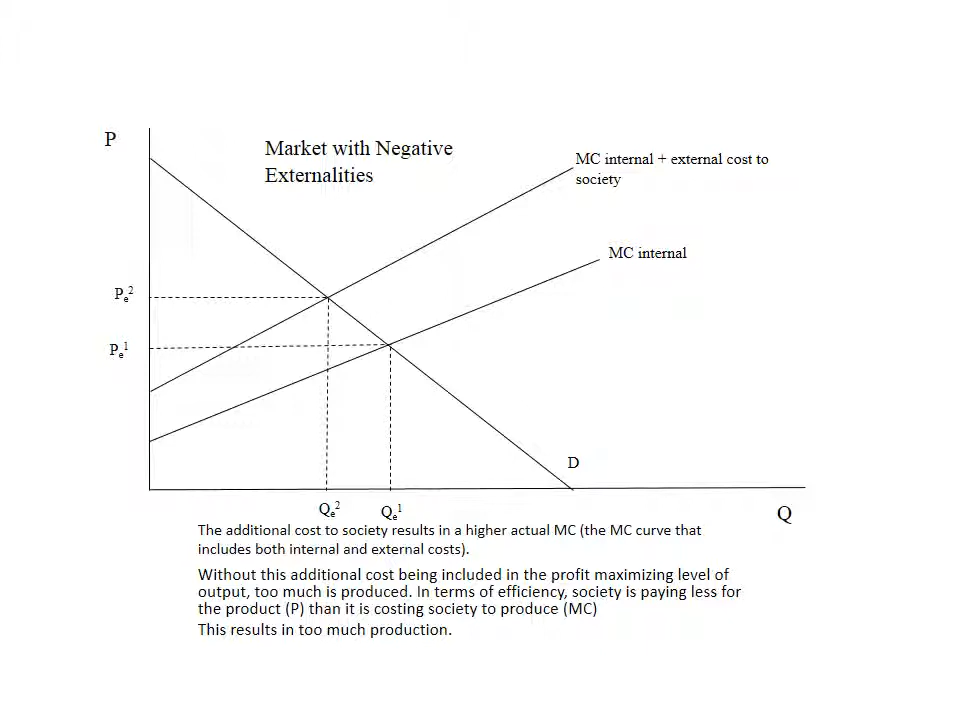 P
Market with Negative
Externalities
MC internal + external cost to
society
MC internal
Pe2
Pe1
D
Qe2
Qe1
Q
The additional cost to society results in a higher actual MC (the MC curve that
includes both internal and external costs).
Without this additional cost being included in the profit maximizing level of
output, too much is produced. In terms of efficiency, society is paying less for
the product (P) than it is costing society to produce (MC)
This results in too much production.